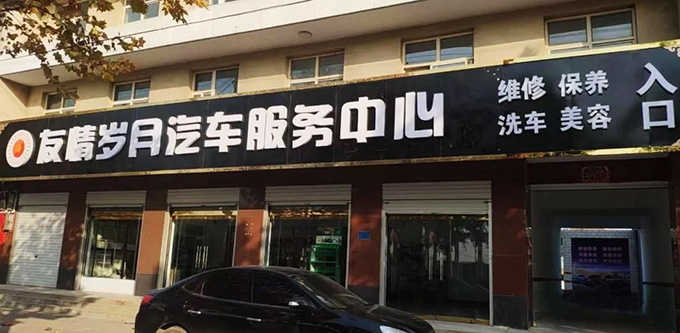 友情岁月汽车服务中心
维修 保养
洗车 美容
入口